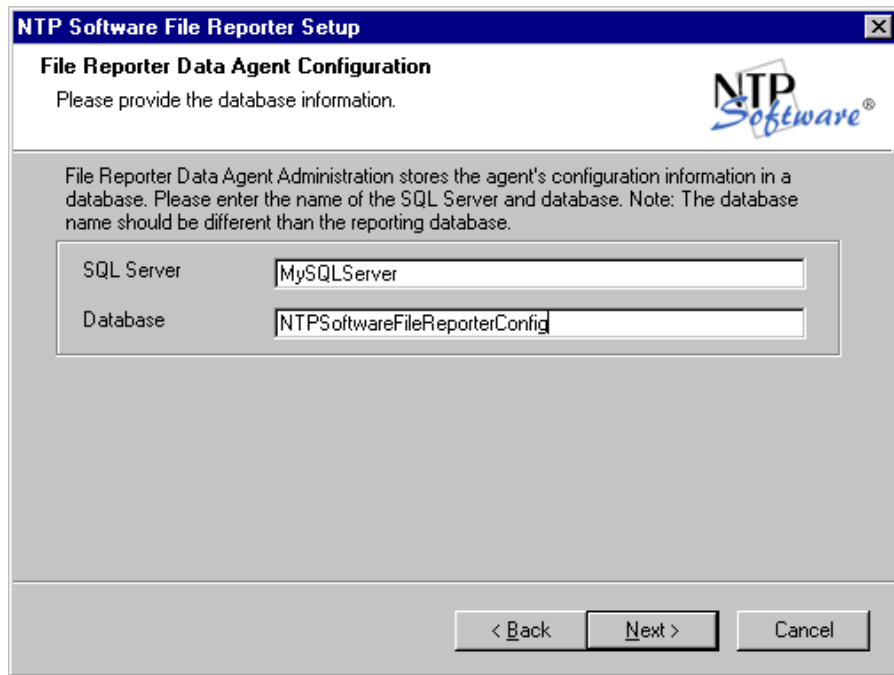 NTP Software File Reporter Setup
File Reporter Data Agent Configuration
Please provide the database information.
NTP
Software®
File Reporter Data Agent Administration stores the agent's configuration information in a
database. Please enter the name of the SQL Server and database. Note: The database
name should be different than the reporting database.
SQL Server
MySQLServer
Database
NTPSoftwareFileReporterConfig
< Back
Next >
Cancel